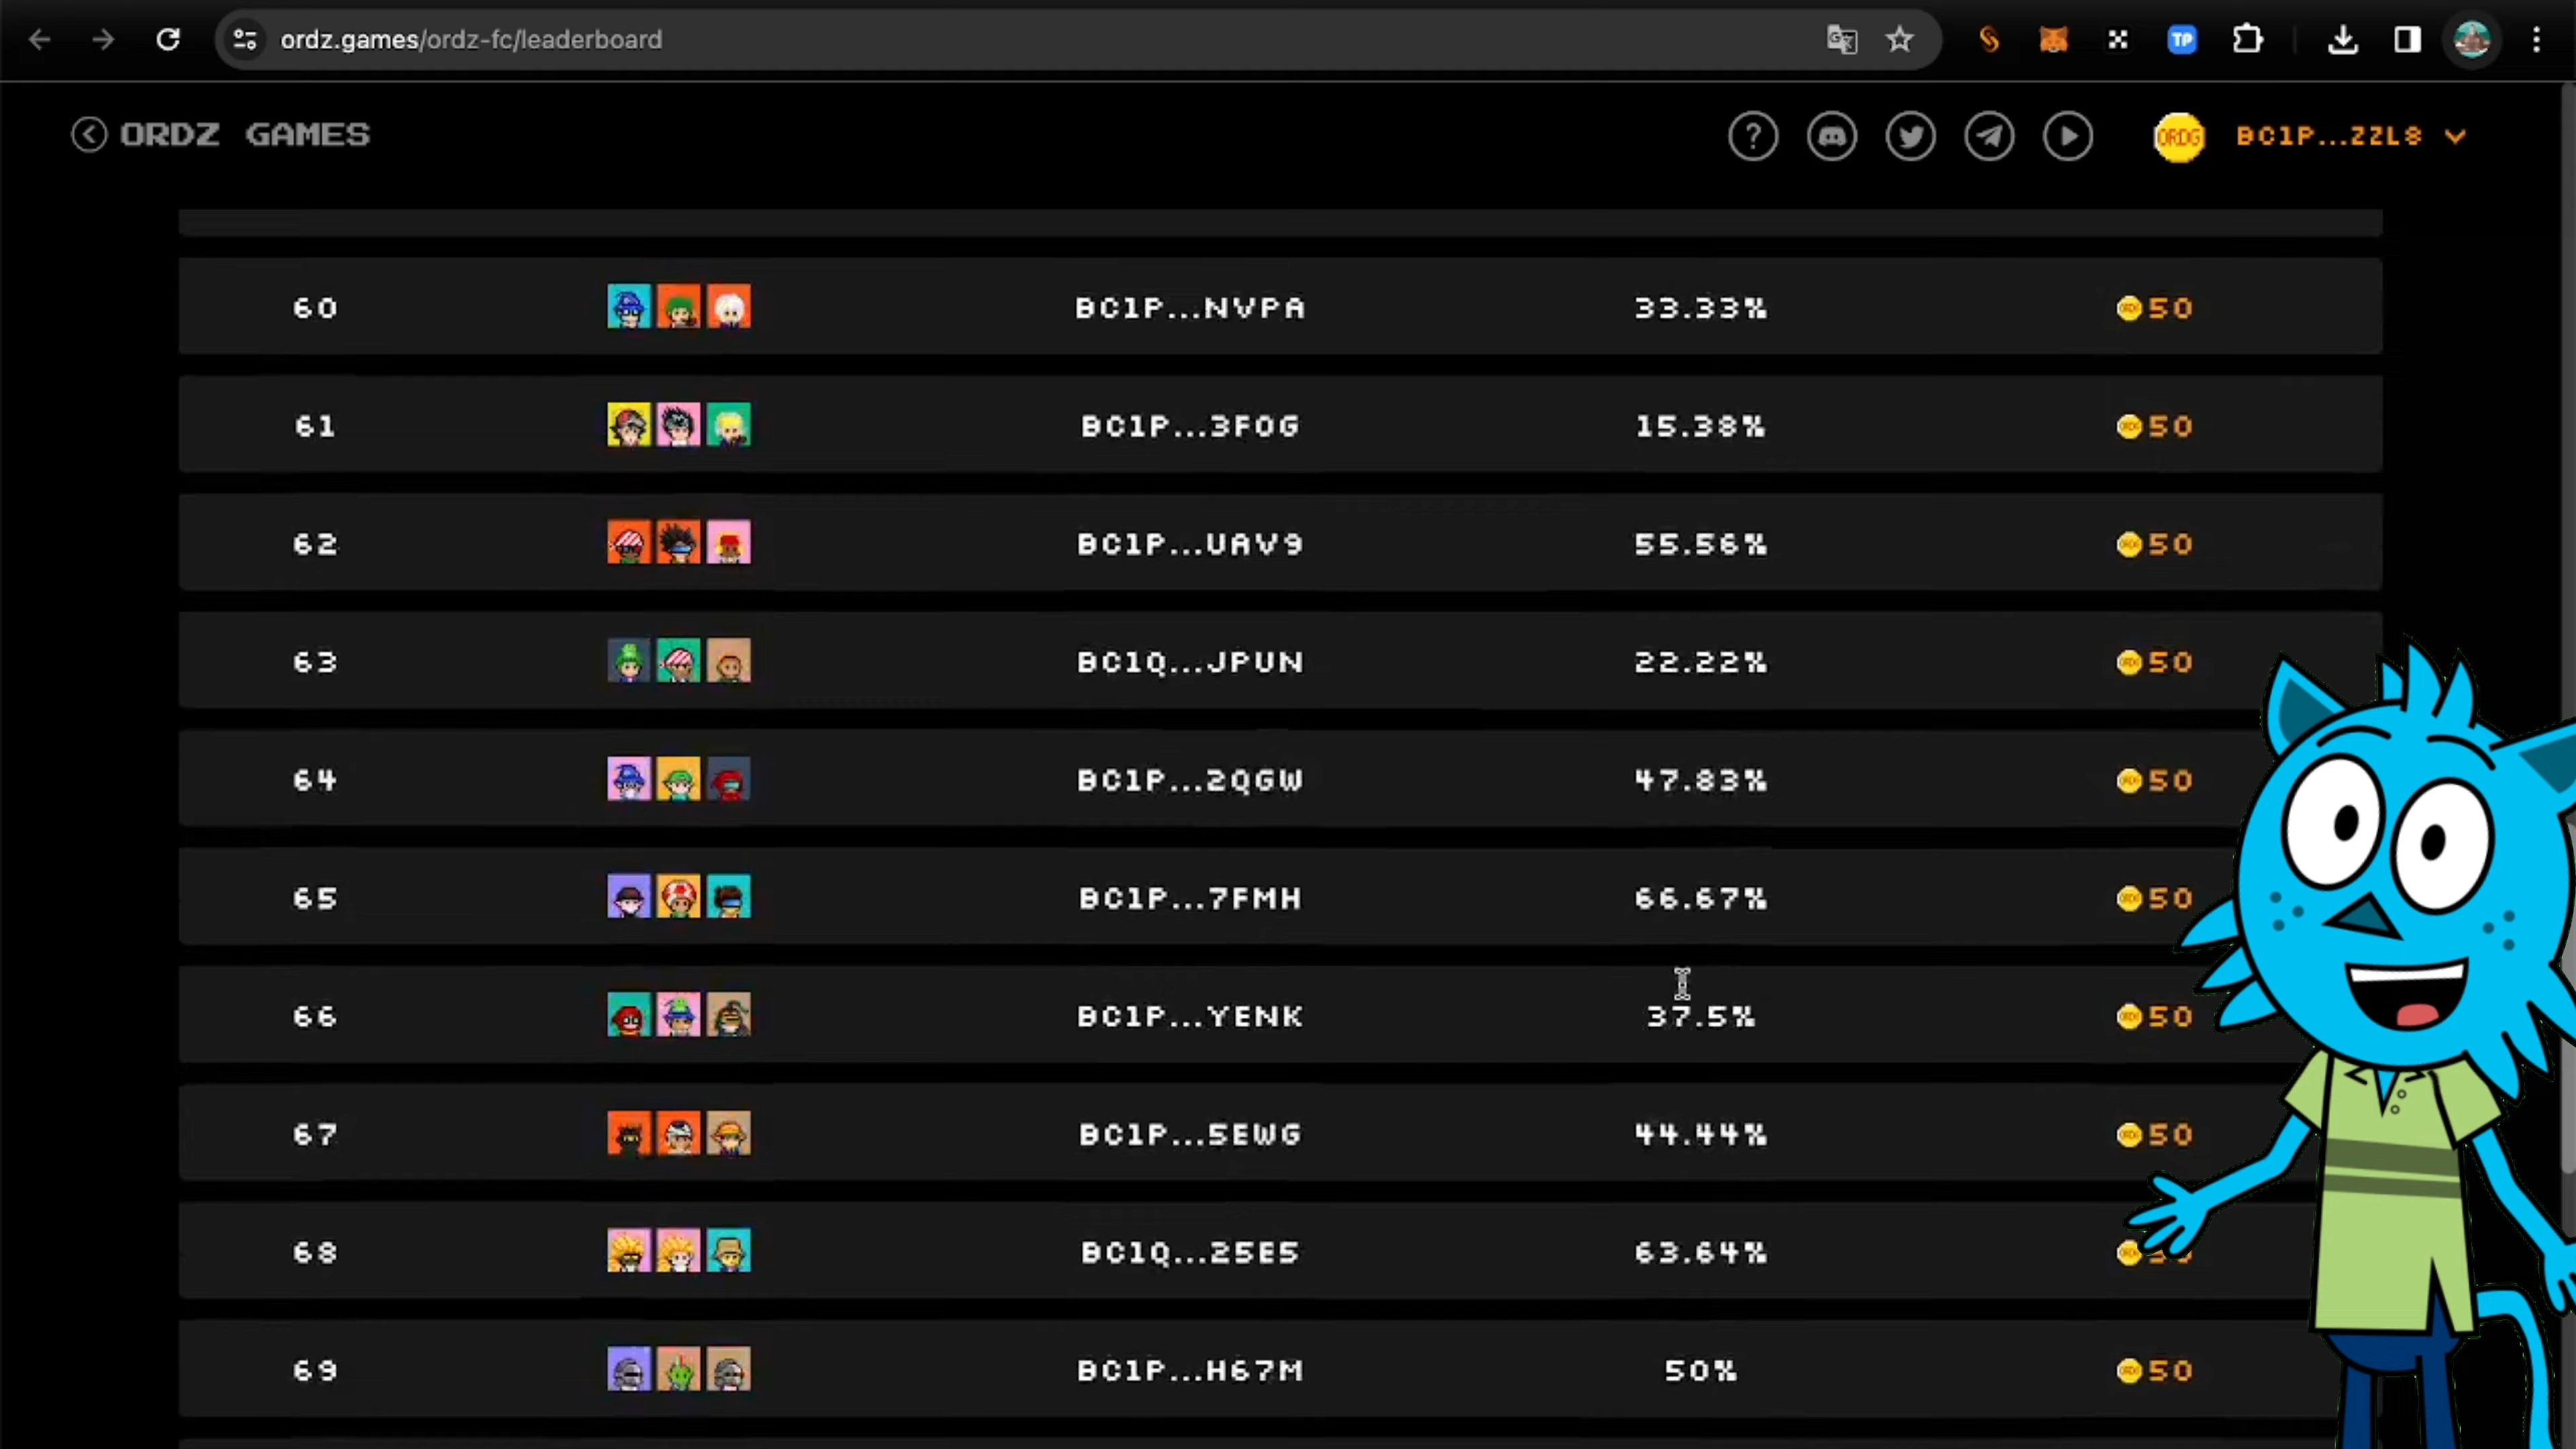 ordz.games/ordz-fc/leaderboard
TP
ORDZ GAMES
?
ORDG
BC1P...ZZL8
60 BC1P...NVPA 33.33% 50
61 BC1P...3F0G 15.38% 50
62 BC1P...UAV9 55.56% 50
63 BC1Q...JPUN 22.22% 50
64 BC1P...2QGW 47.83% 50
65 BC1P...7FMH 66.67% 50
66 BC1P...YENK 37.5% 50
67 BC1P...5EWG 44.44% 50
68 BC1Q...25E5 63.64%
69 BC1P...H67M 50% 50